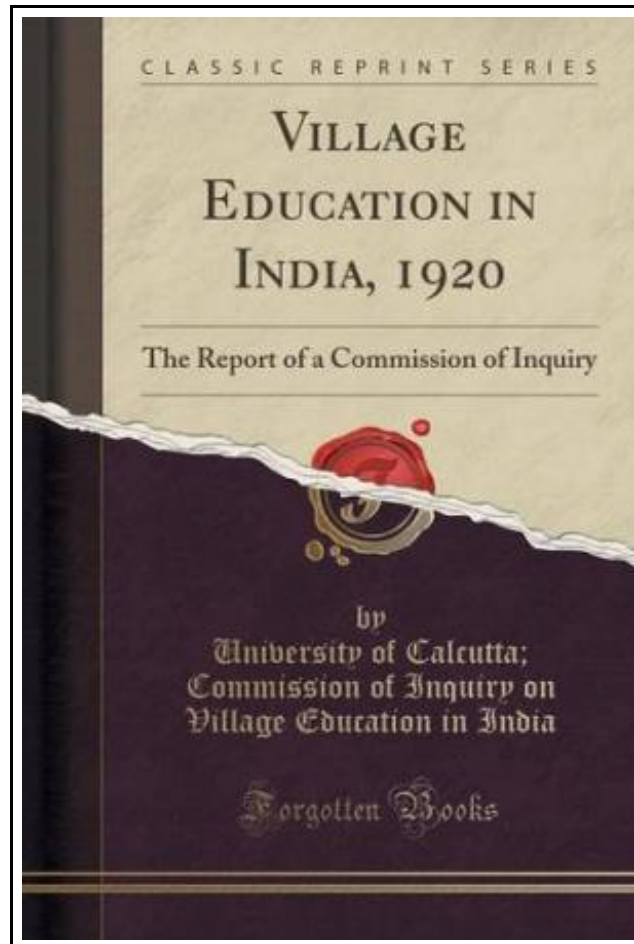 CLASSIC REPRINT SERIES
VILLAGE
EDUCATION IN
INDIA, 1920
The Report of a Commission of Inquiry
by
University of Calcutta;
Commission of Inquiry on
Village Education in India
Forgotten Books